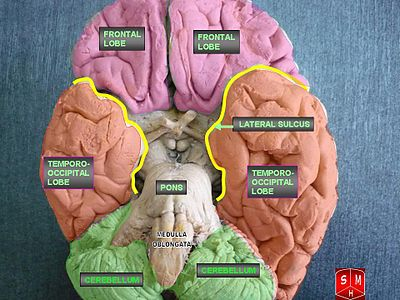 FRONTAL
LOBE
FRONTAL
LOBE
LATERAL SULCUS
TEMPORO-
OCCIPITAL
LOBE
PONS
TEMPORO-
OCCIPITAL
LOBE
MEDULLA
OBLONGATA
CEREBELLUM
CEREBELLUM
S M
H